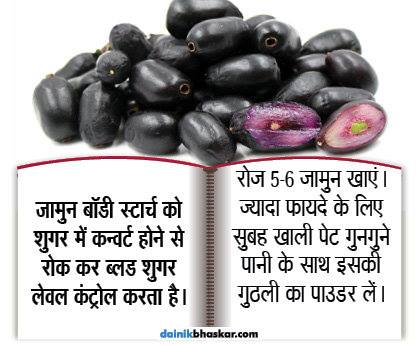 जामुन बॉडी स्टार्च को
शुगर में कन्वर्ट होने से
रोक कर ब्लड शुगर
लेवल कंट्रोल करता है।
रोज 5-6 जामुन खाएं।
ज्यादा फायदे के लिए
सुबह खाली पेट गुनगुने
पानी के साथ इसकी
गुठली का पाउडर लें।
dainikbhaskar.com